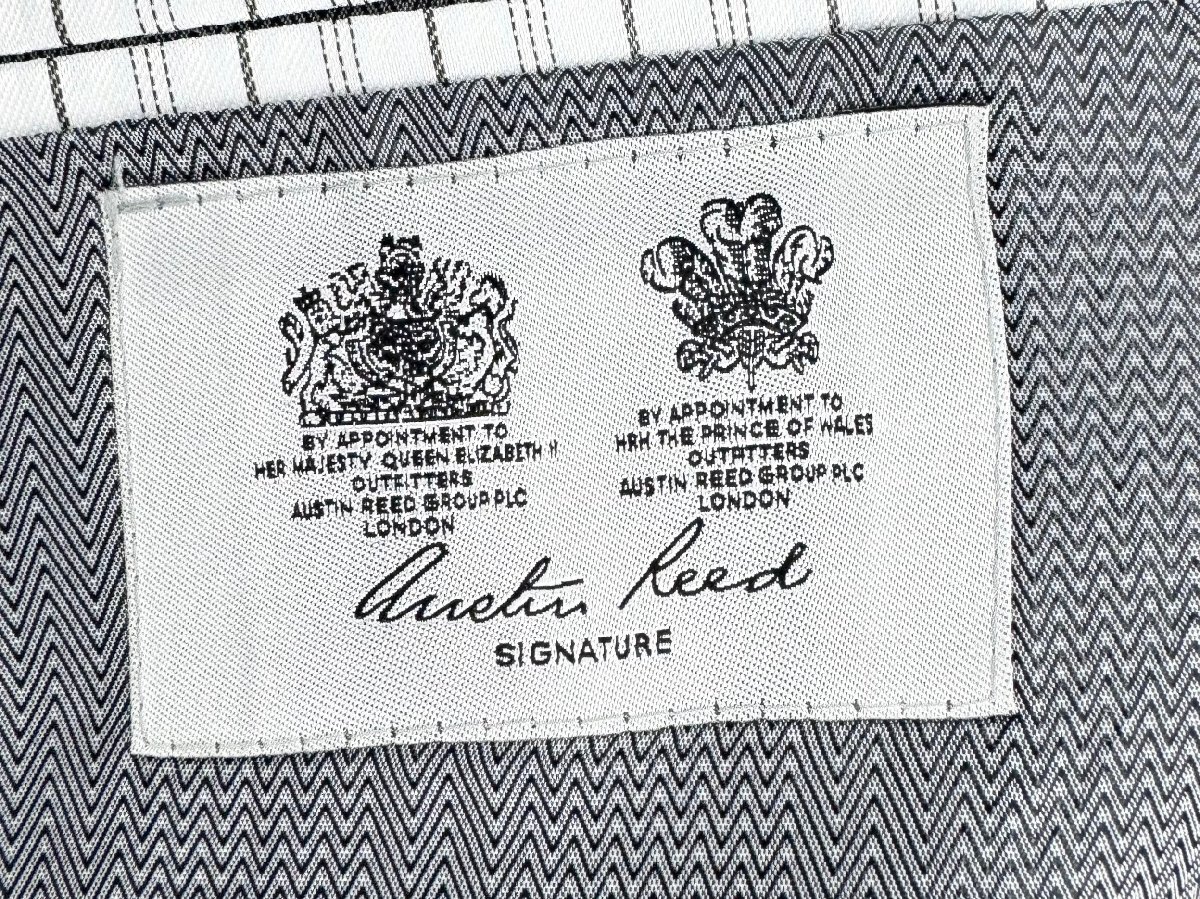 BY APPOINTMENT TO
HER MAJESTY QUEEN ELIZABETH II
OUTFITTERS
AUSTIN REED GROUP PLC
LONDON
BY APPOINTMENT TO
HRH THE PRINCE OF WALES
OUTFITTERS
AUSTIN REED GROUP PLC
LONDON
Austin Reed
SIGNATURE